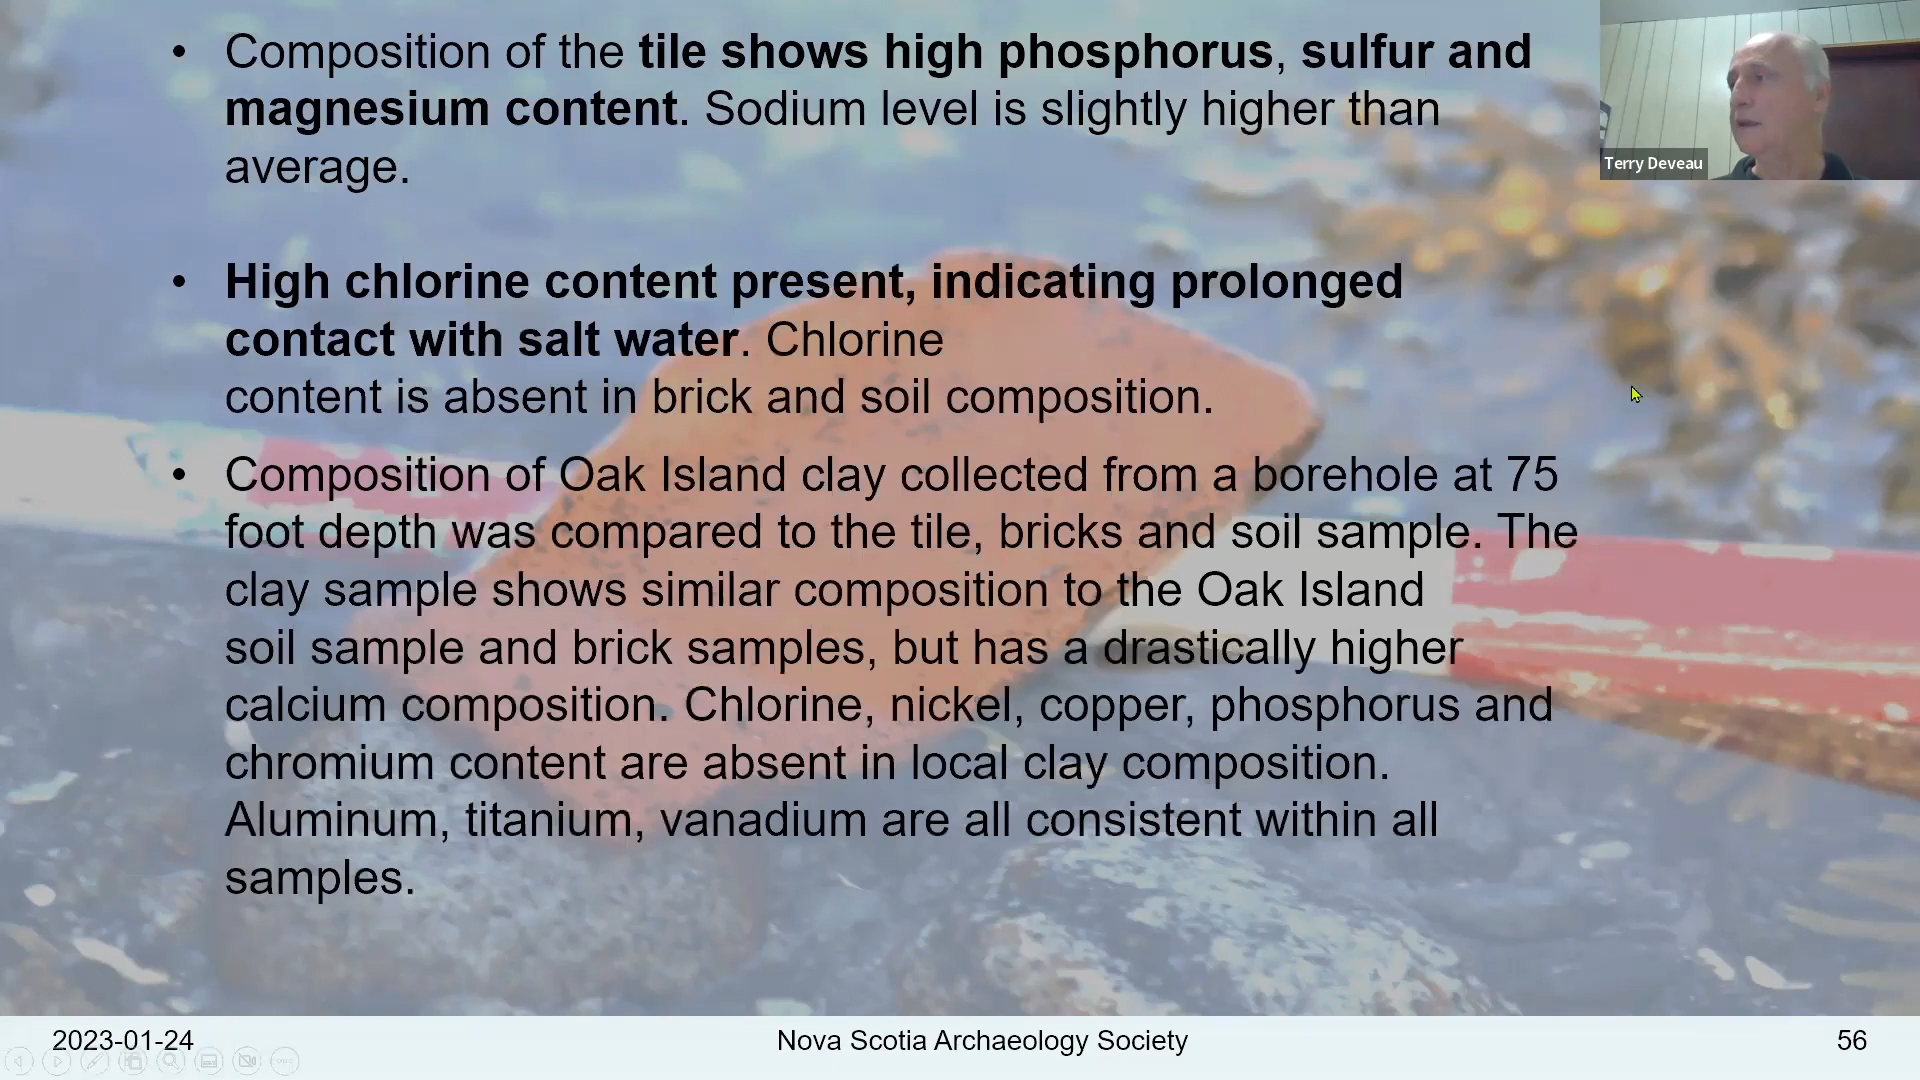 • Composition of the tile shows high phosphorus, sulfur and
magnesium content. Sodium level is slightly higher than
average.
Terry Deveau
• High chlorine content present, indicating prolonged
contact with salt water. Chlorine
content is absent in brick and soil composition.
• Composition of Oak Island clay collected from a borehole at 75
foot depth was compared to the tile, bricks and soil sample. The
clay sample shows similar composition to the Oak Island
soil sample and brick samples, but has a drastically higher
calcium composition. Chlorine, nickel, copper, phosphorus and
chromium content are absent in local clay composition.
Aluminum, titanium, vanadium are all consistent within all
samples.
2023-01-24
Nova Scotia Archaeology Society
56